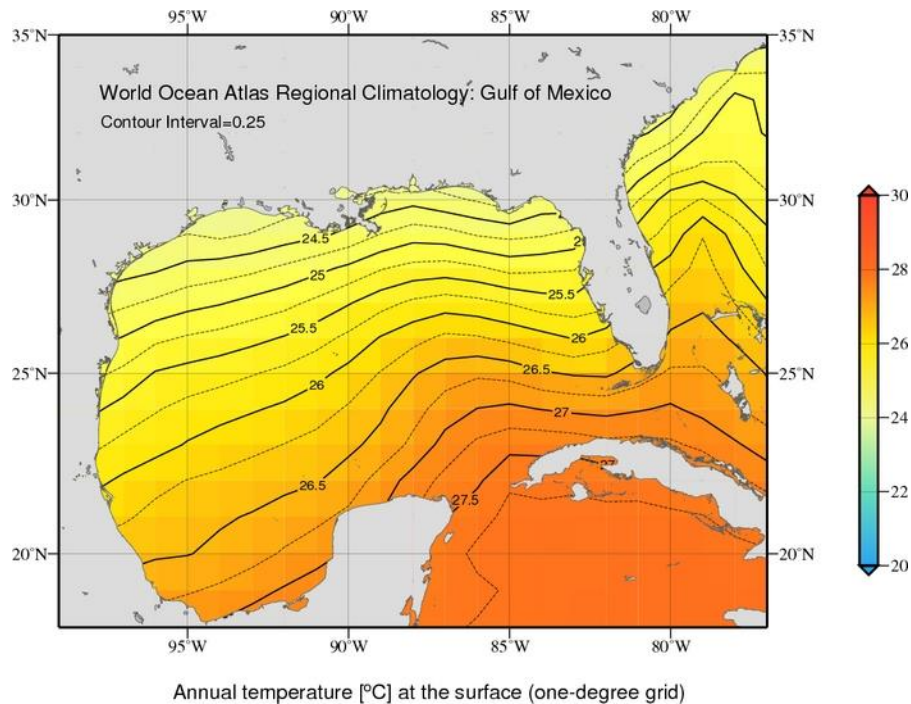 95°W 90°W 85°W 80°W
35°N 35°N
World Ocean Atlas Regional Climatology: Gulf of Mexico
Contour Interval=0.25
30°N 30°N
30
28
26
24
22
20
24.5
25
25.5
25.5
26
26
26.5
26.5
27
27.5
25°N 25°N
20°N 20°N
95°W 90°W 85°W 80°W
Annual temperature [ºC] at the surface (one-degree grid)